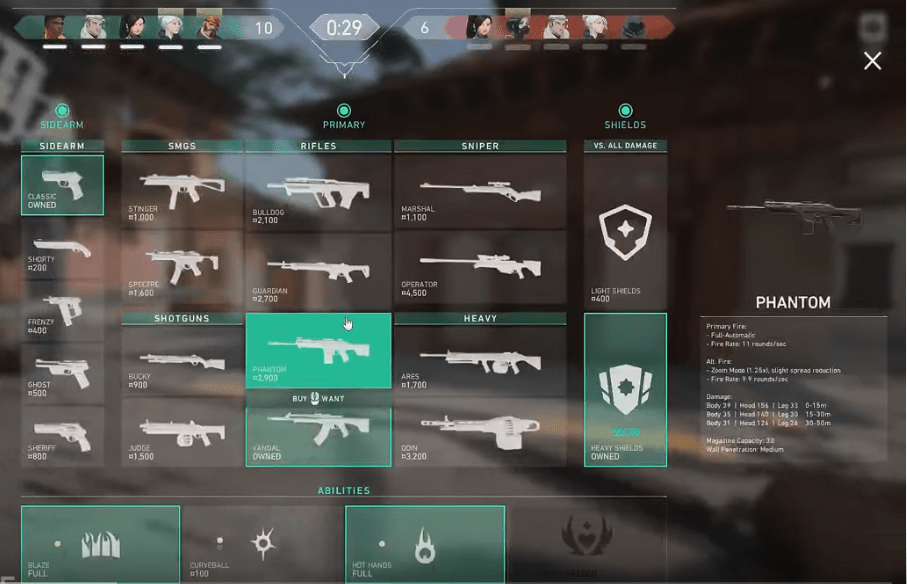 10
0:29
6
SIDEARM
PRIMARY
SHIELDS
SIDEARM
SMGS
RIFLES
SNIPER
VS. ALL DAMAGE
CLASSIC
OWNED
STINGER
¤1,000
BULLDOG
¤2,100
MARSHAL
¤1,100
SHORTY
¤200
SPECTRE
¤1,600
GUARDIAN
¤2,700
OPERATOR
¤4,500
LIGHT SHIELDS
¤400
FRENZY
¤400
SHOTGUNS
HEAVY
GHOST
¤500
BUCKY
¤900
PHANTOM
¤2,900
ARES
¤1,700
BUY WANT
SHERIFF
¤800
JUDGE
¤1,500
VANDAL
OWNED
ODIN
¤3,200
HEAVY SHIELDS
OWNED
PHANTOM
Primary Fire:
- Full-Automatic
- Fire Rate: 11 rounds/sec
Alt. Fire:
- Zoom Mode (1.25x), slight spread reduction
- Fire Rate: 9.9 rounds/sec
Damage:
Body 39 | Head 156 | Leg 33 0-15m
Body 35 | Head 140 | Leg 30 15-30m
Body 31 | Head 124 | Leg 26 30-50m
Magazine Capacity: 30
Wall Penetration: Medium
ABILITIES
BLAZE
FULL
CURVEBALL
¤100
HOT HANDS
FULL